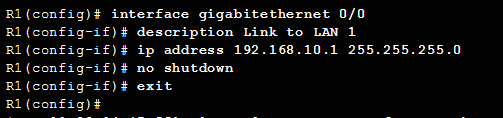 R1(config)# interface gigabitethernet 0/0
R1(config-if)# description Link to LAN 1
R1(config-if)# ip address 192.168.10.1 255.255.255.0
R1(config-if)# no shutdown
R1(config-if)# exit
R1(config)#